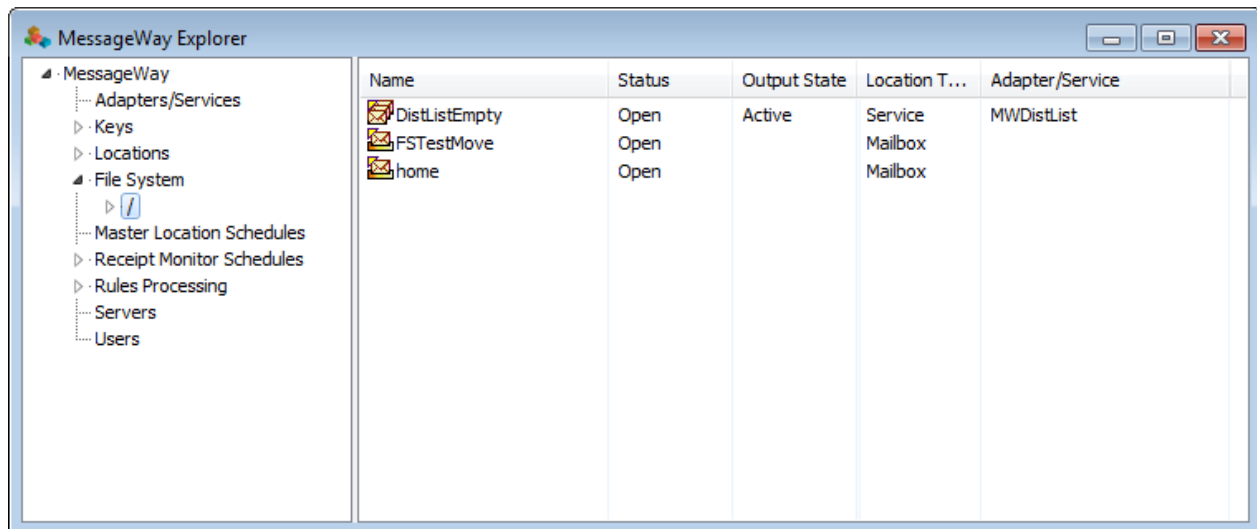 MessageWay Explorer
MessageWay
Adapters/Services
Keys
Locations
File System
/
Master Location Schedules
Receipt Monitor Schedules
Rules Processing
Servers
Users
Name Status Output State Location T... Adapter/Service
DistListEmpty Open Active Service MWDistList
FSTestMove Open Mailbox
home Open Mailbox